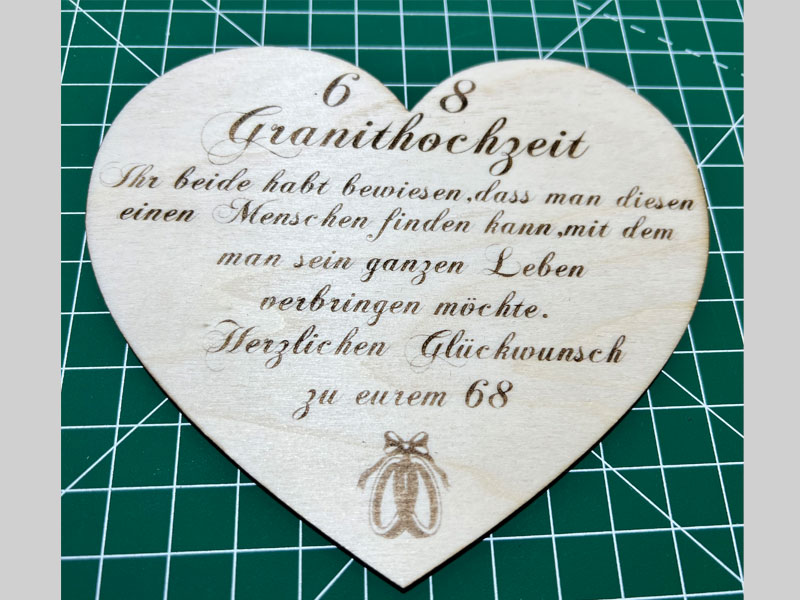 6 8
Granithochzeit
Ihr beide habt bewiesen,dass man diesen
einen Menschen finden kann,mit dem
man sein ganzen Leben
verbringen möchte.
Herzlichen Glückwunsch
zu eurem 68